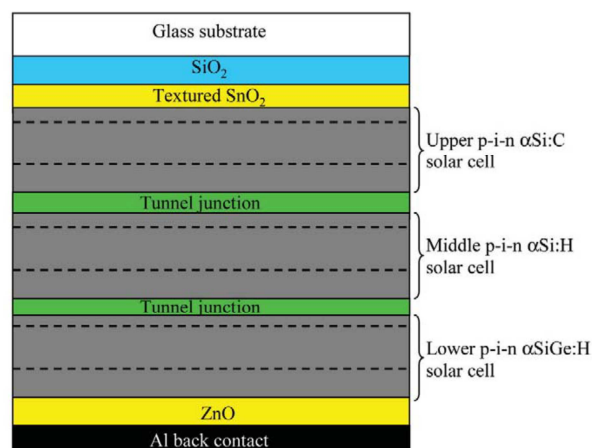 Glass substrate
SiO₂
Textured SnO₂
Upper p-i-n αSi:C
solar cell
Tunnel junction
Middle p-i-n αSi:H
solar cell
Tunnel junction
Lower p-i-n αSiGe:H
solar cell
ZnO
Al back contact